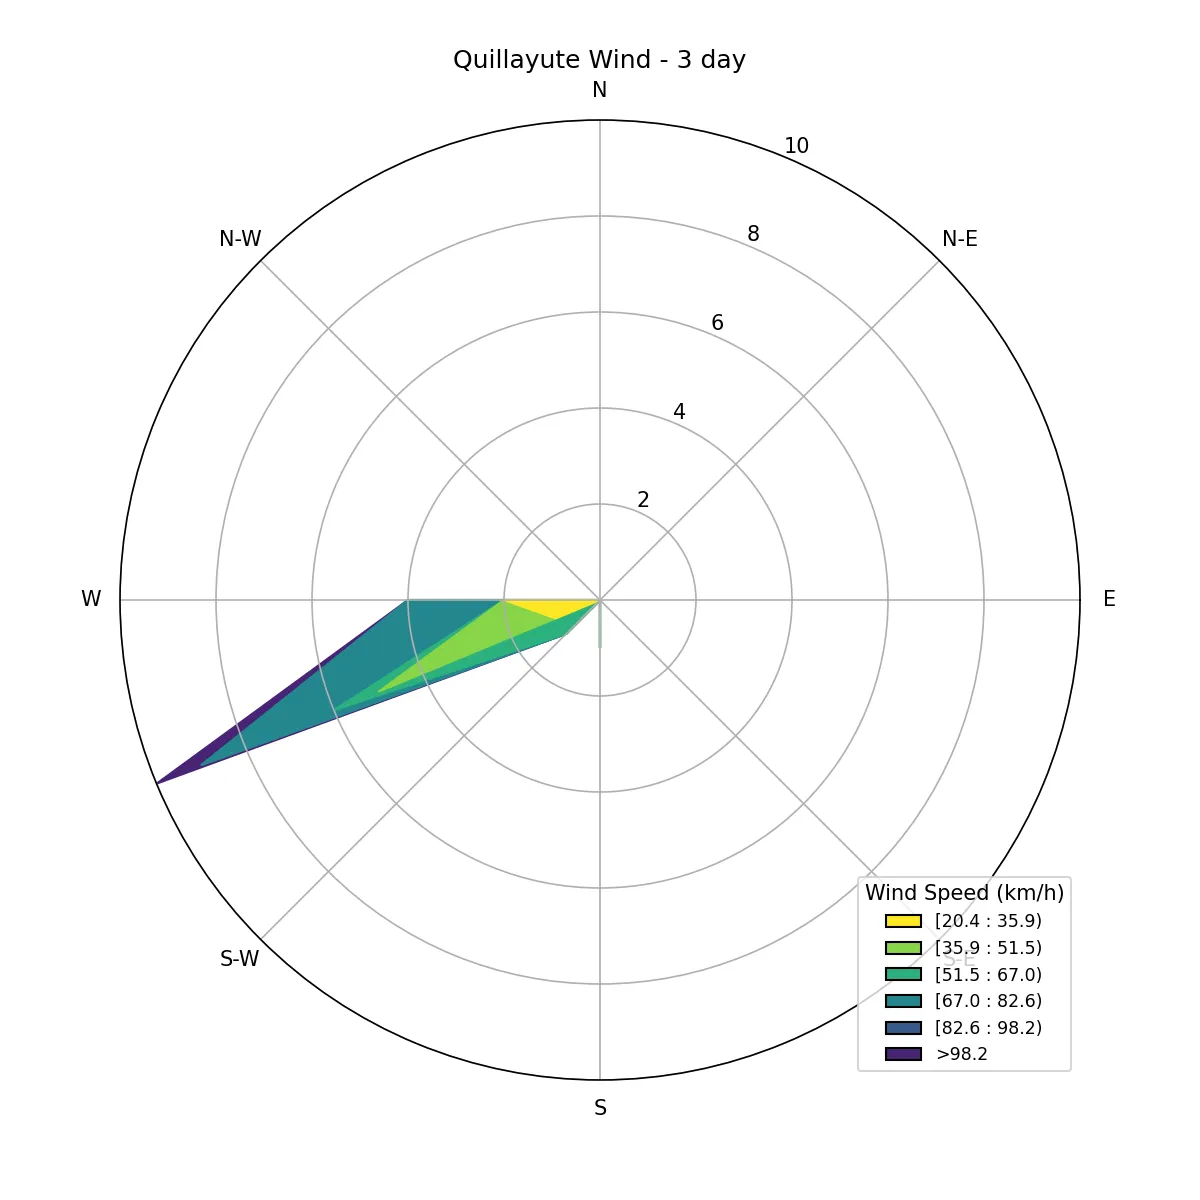 Quillayute Wind - 3 day
N
10
N-W
N-E
8
6
4
2
W
E
S-W
S-E
S
Wind Speed (km/h)
[20.4 : 35.9)
[35.9 : 51.5)
[51.5 : 67.0)
[67.0 : 82.6)
[82.6 : 98.2)
>98.2